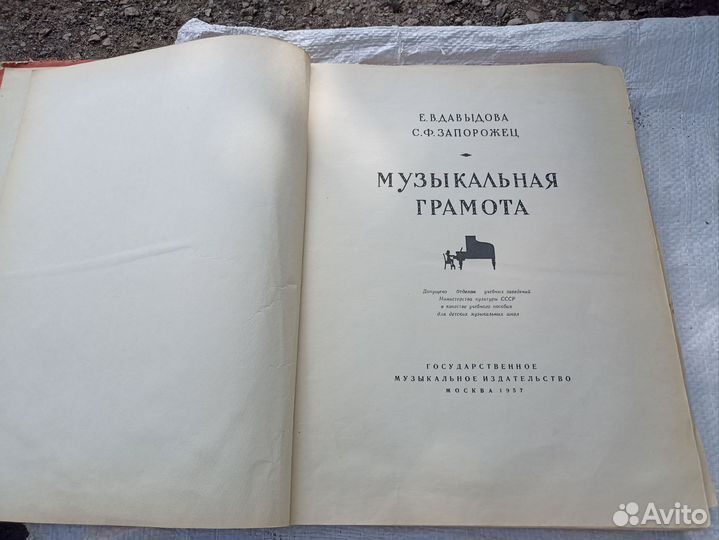 Е. В. ДАВЫДОВА
С. Ф. ЗАПОРОЖЕЦ
МУЗЫКАЛЬНАЯ
ГРАМОТА
Допущено Отделом учебных заведений
Министерства культуры СССР
в качестве учебного пособия
для детских музыкальных школ
ГОСУДАРСТВЕННОЕ
МУЗЫКАЛЬНОЕ ИЗДАТЕЛЬСТВО
МОСКВА 1957
Avito